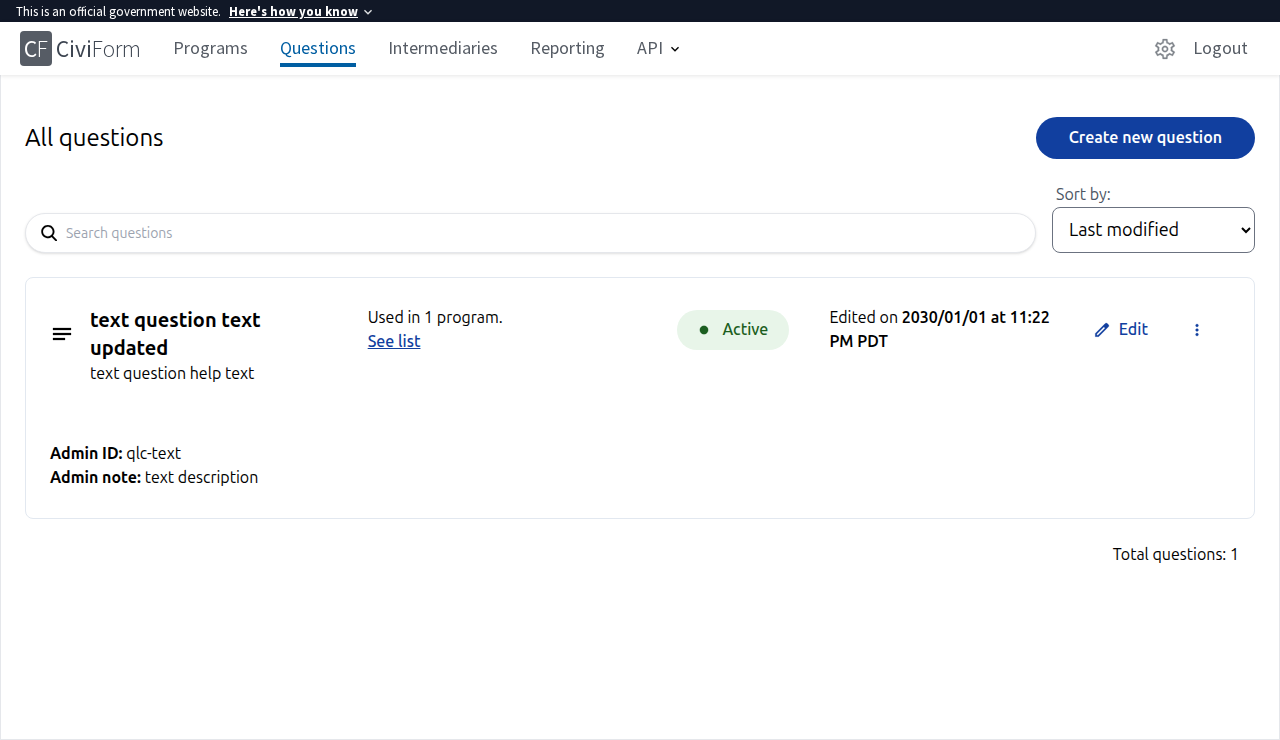 This is an official government website. Here's how you know
CF CiviForm Programs Questions Intermediaries Reporting API Logout
All questions
Create new question
Sort by:
Search questions
Last modified
text question text
updated
text question help text
Used in 1 program.
See list
Active
Edited on 2030/01/01 at 11:22
PM PDT
Edit
Admin ID: qlc-text
Admin note: text description
Total questions: 1